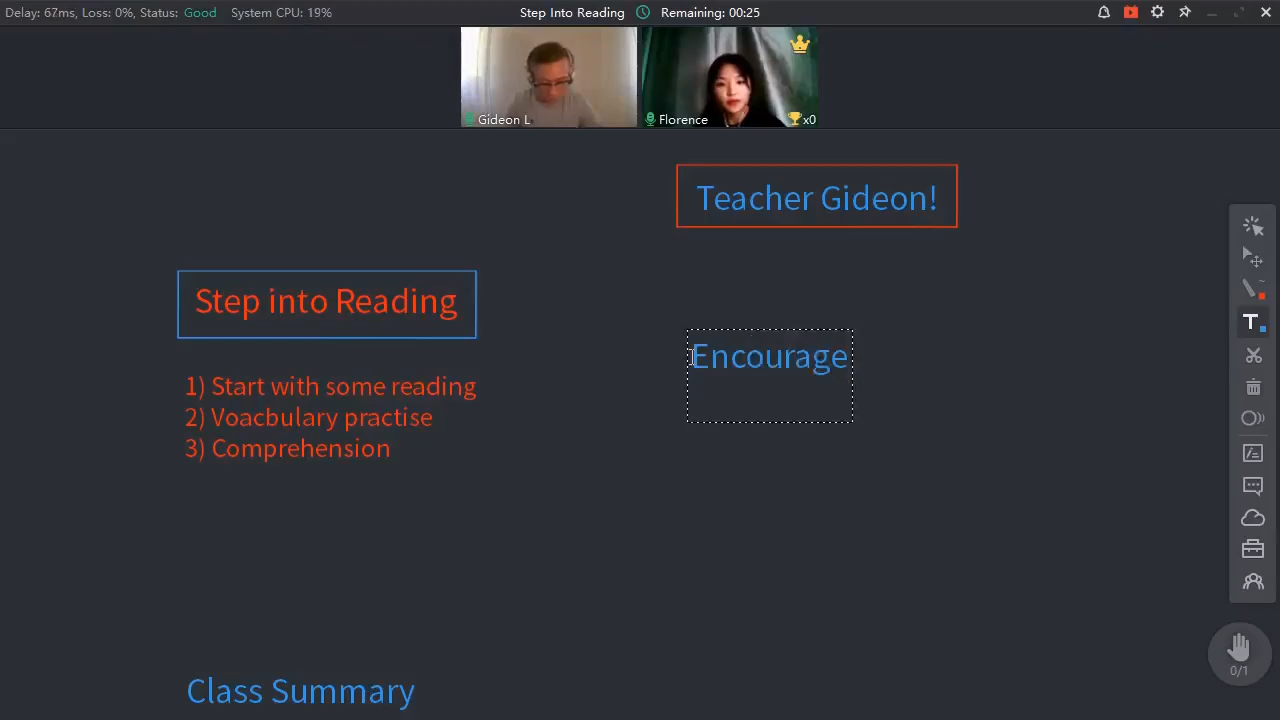 Delay: 67ms, Loss: 0%, Status: Good System CPU: 19% Step Into Reading Remaining: 00:25
Gideon L
Florence
x0
Teacher Gideon!
Step into Reading
Encourage
1) Start with some reading
2) Voacbulary practise
3) Comprehension
T
0/1
Class Summary